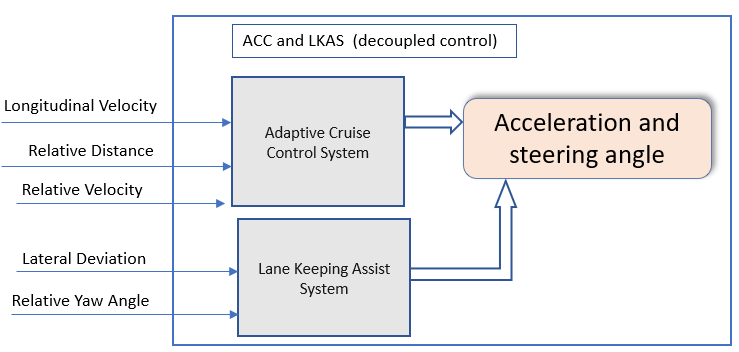 ACC and LKAS (decoupled control)
Longitudinal Velocity
Relative Distance
Relative Velocity
Adaptive Cruise
Control System
Acceleration and
steering angle
Lateral Deviation
Relative Yaw Angle
Lane Keeping Assist
System